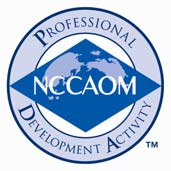 PROFESSIONAL
NCCAOM
DEVELOPMENT ACTIVITY
TM